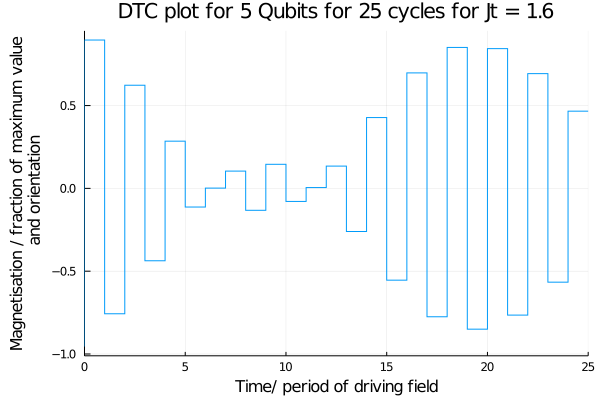 DTC plot for 5 Qubits for 25 cycles for Jt = 1.6
Magnetisation / fraction of maximum value
and orientation
0.5
0.0
−0.5
−1.0
0
5
10
15
20
25
Time/ period of driving field